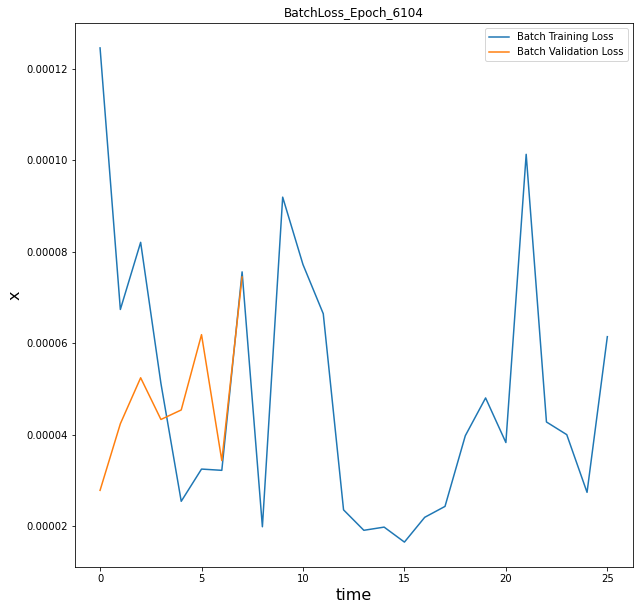 BatchLoss_Epoch_6104
Batch Training Loss
Batch Validation Loss
0.00012
0.00010
0.00008
0.00006
0.00004
0.00002
x
0 5 10 15 20 25
time